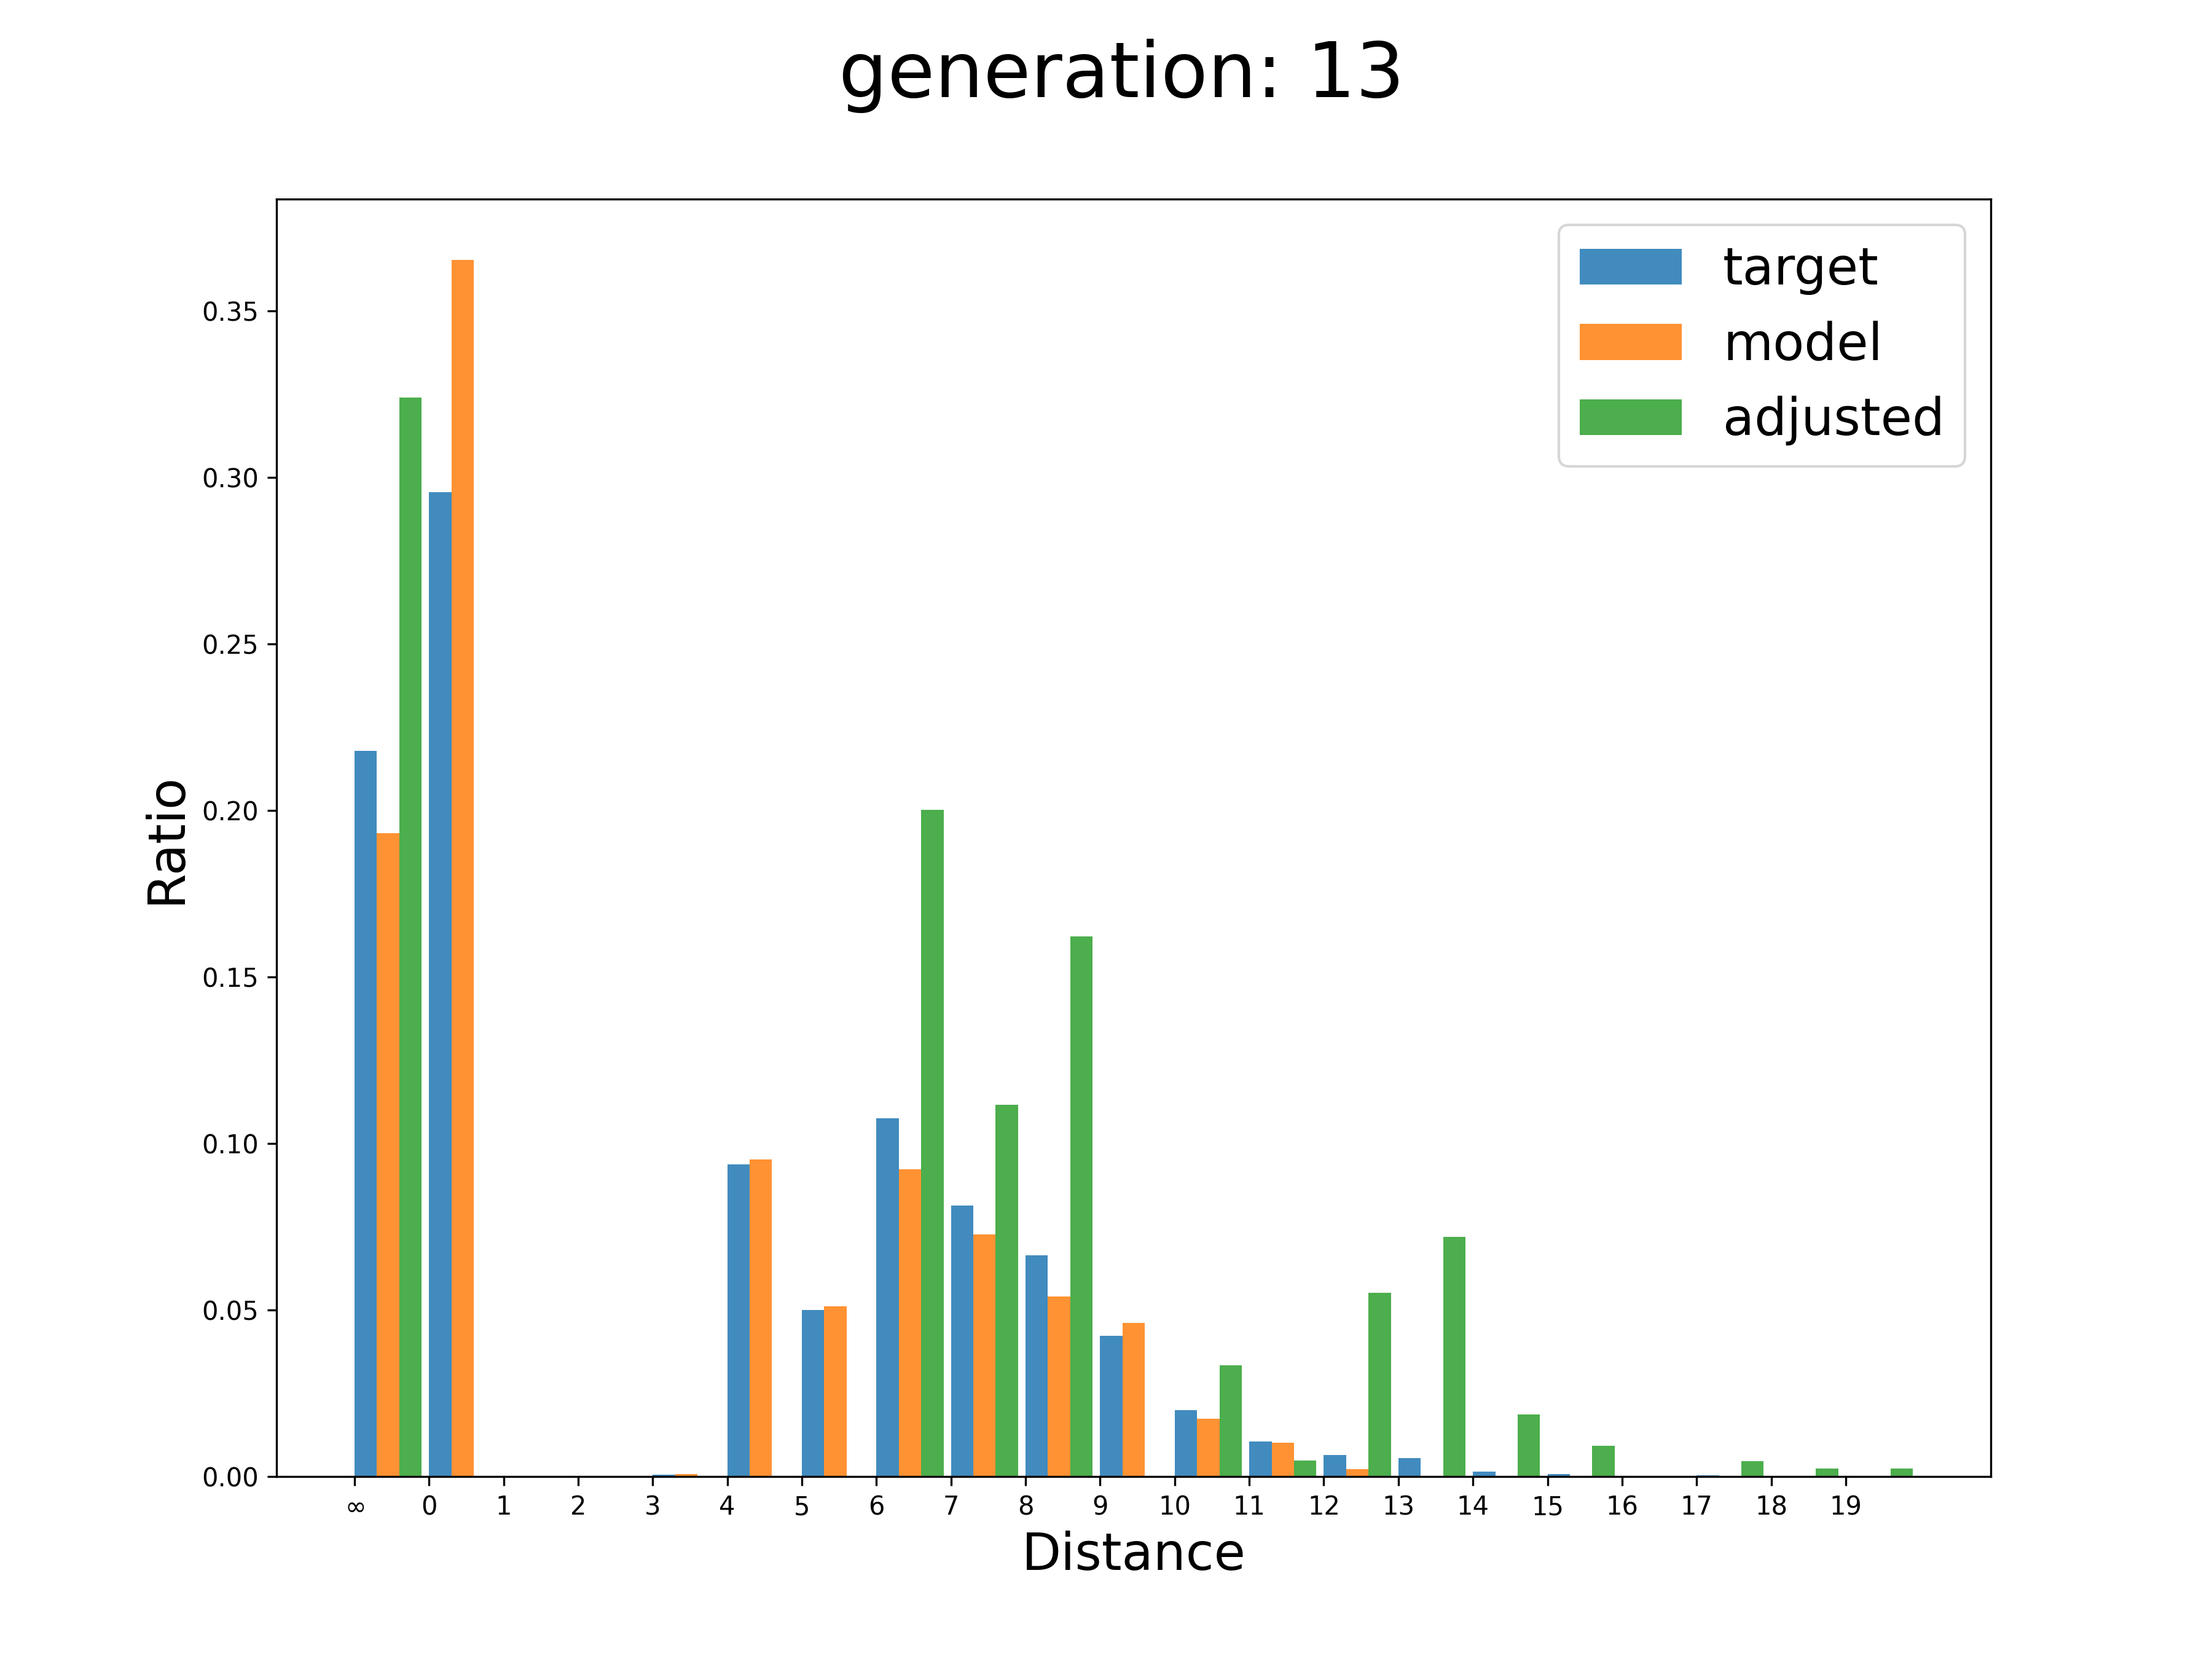 generation: 13
target
model
adjusted
Ratio
0.35
0.30
0.25
0.20
0.15
0.10
0.05
0.00
∞ 0 1 2 3 4 5 6 7 8 9 10 11 12 13 14 15 16 17 18 19
Distance